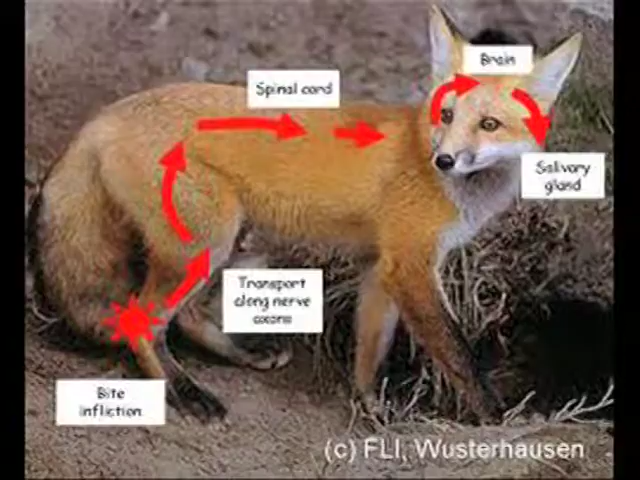 Brain
Spinal cord
Salivary
gland
Transport
along nerve
axons
Bite
infliction
(c) FLI, Wusterhausen